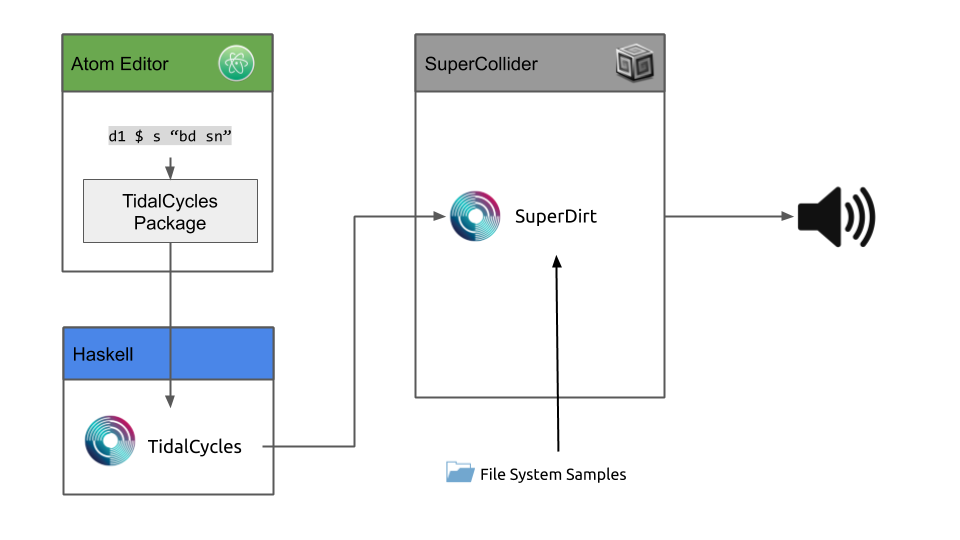 Atom Editor
d1 $ s “bd sn”
TidalCycles
Package
Haskell
TidalCycles
SuperCollider
SuperDirt
File System Samples